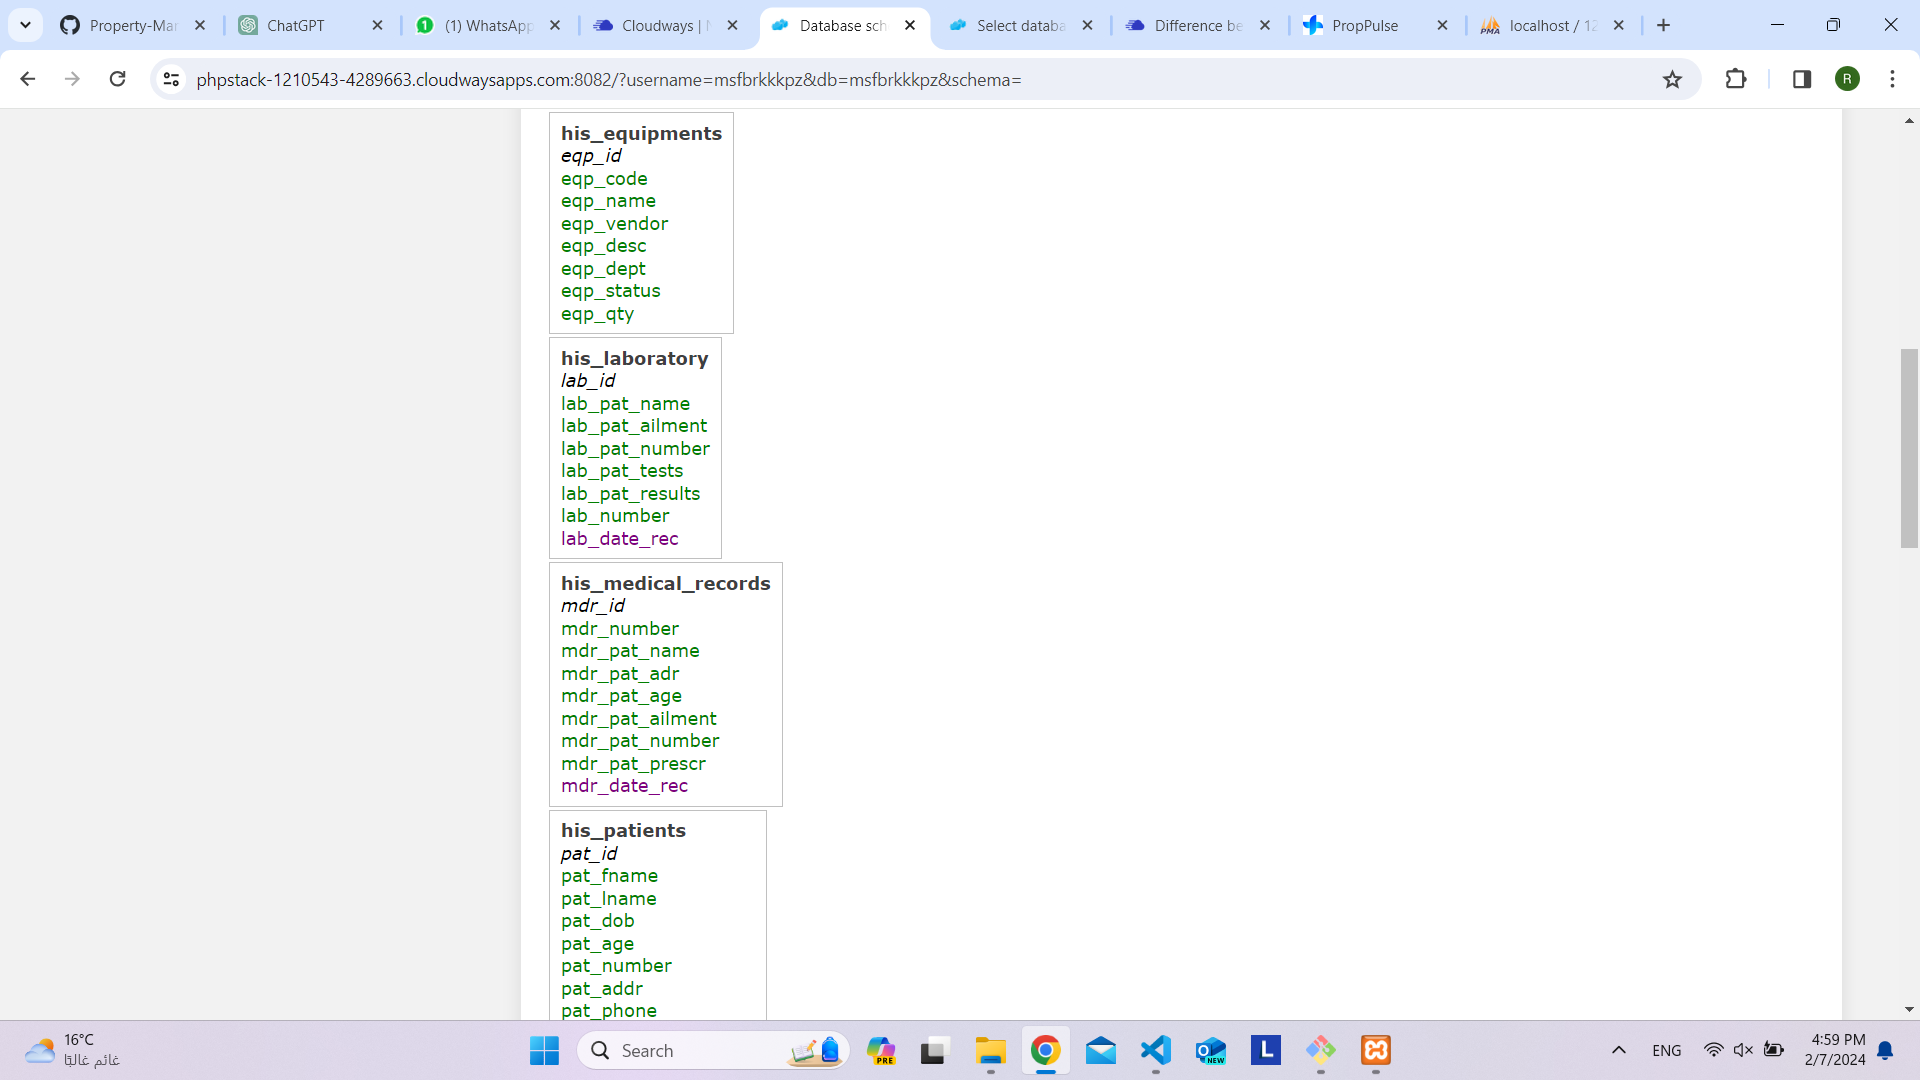 Property-Mar
ChatGPT
(1) WhatsApp
Cloudways |
Database sch
Select databa
Difference be
PropPulse
localhost / 12
phpstack-1210543-4289663.cloudwaysapps.com:8082/?username=msfbrkkkpz&db=msfbrkkkpz&schema=
R
his_equipments
eqp_id
eqp_code
eqp_name
eqp_vendor
eqp_desc
eqp_dept
eqp_status
eqp_qty
his_laboratory
lab_id
lab_pat_name
lab_pat_ailment
lab_pat_number
lab_pat_tests
lab_pat_results
lab_number
lab_date_rec
his_medical_records
mdr_id
mdr_number
mdr_pat_name
mdr_pat_adr
mdr_pat_age
mdr_pat_ailment
mdr_pat_number
mdr_pat_prescr
mdr_date_rec
his_patients
pat_id
pat_fname
pat_lname
pat_dob
pat_age
pat_number
pat_addr
pat_phone
16°C
غائم غالبًا
Search
PRE
NEW
L
ENG
4:59 PM
2/7/2024